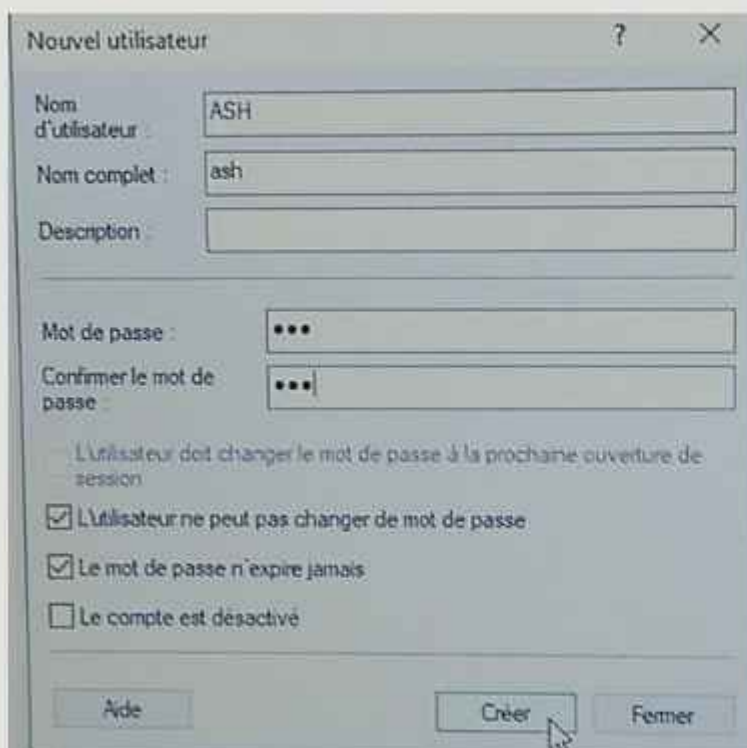 Nouvel utilisateur ? ×
Nom
d'utilisateur : ASH
Nom complet : ash
Description :
Mot de passe : •••
Confirmer le mot de
passe : •••
L'utilisateur doit changer le mot de passe à la prochaine ouverture de
session
L'utilisateur ne peut pas changer de mot de passe
Le mot de passe n'expire jamais
Le compte est désactivé
Aide Créer Fermer